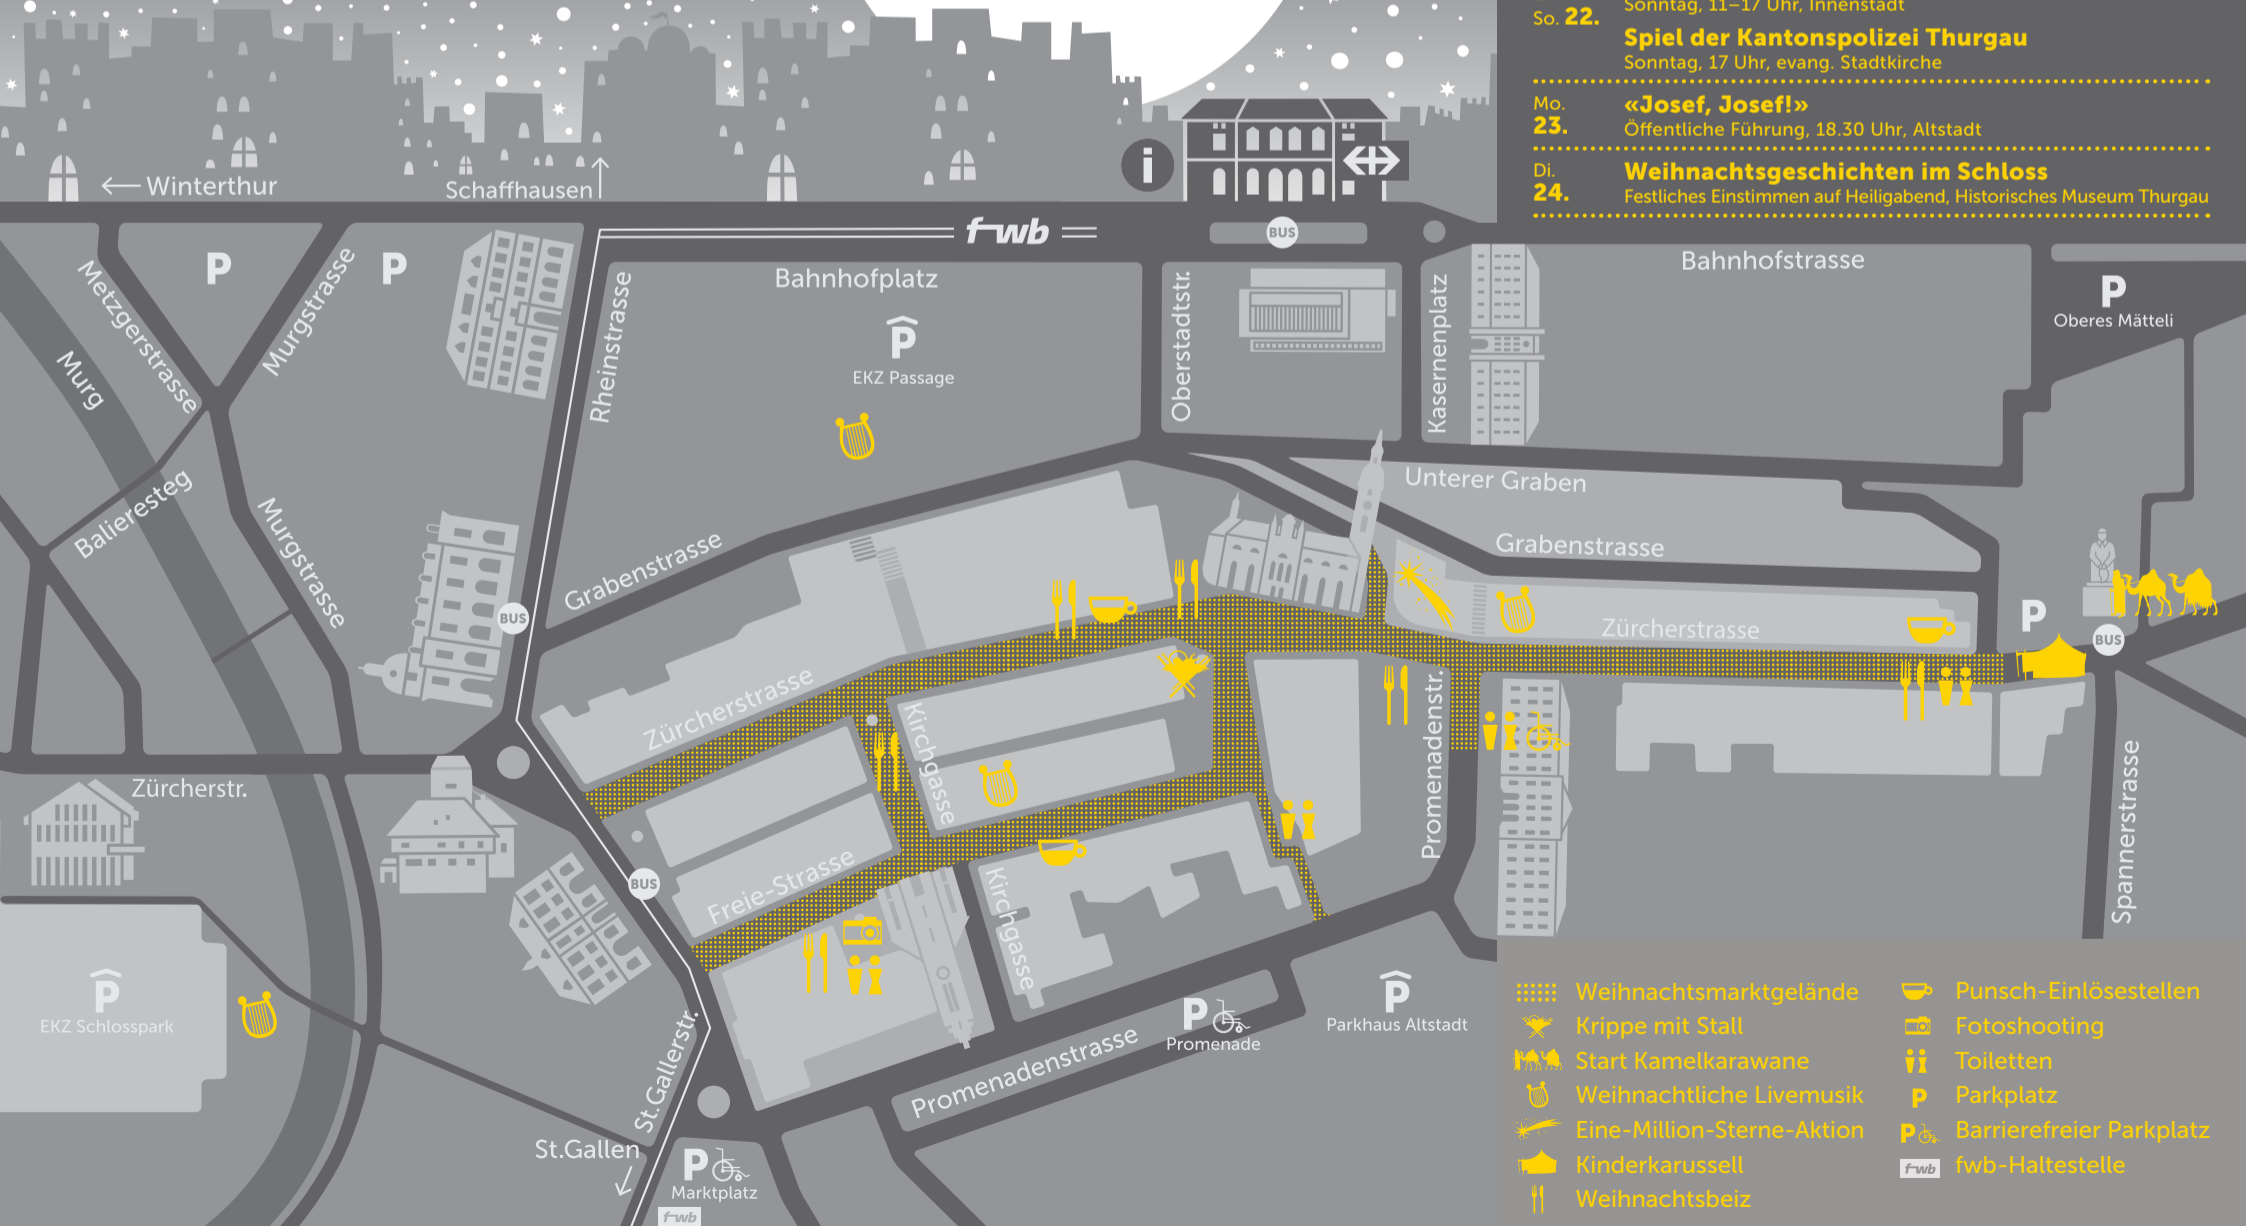 So. 22.
Sonntag, 11–17 Uhr, Innenstadt
Spiel der Kantonspolizei Thurgau
Sonntag, 17 Uhr, evang. Stadtkirche
Mo. 23.
«Josef, Josef!»
Öffentliche Führung, 18.30 Uhr, Altstadt
Di. 24.
Weihnachtsgeschichten im Schloss
Festliches Einstimmen auf Heiligabend, Historisches Museum Thurgau
Winterthur
Schaffhausen
i
fwb
BUS
P
P
Metzgerstrasse
Murgstrasse
Murg
Rheinstrasse
Bahnhofplatz
P
EKZ Passage
Oberstadtstr.
Kasernenplatz
Bahnhofstrasse
P
Oberes Mätteli
Balieresteg
Murgstrasse
Unterer Graben
Grabenstrasse
Grabenstrasse
BUS
Zürcherstrasse
P
BUS
Zürcherstrasse
Kirchgasse
Promenadenstr.
Spannerstrasse
Zürcherstr.
BUS
Freie-Strasse
Kirchgasse
P
EKZ Schlosspark
St.Gallerstr.
Promenadenstrasse
P
Promenade
P
Parkhaus Altstadt
St.Gallen
P
Marktplatz
fwb
Weihnachtsmarktgelände
Krippe mit Stall
Start Kamelkarawane
Weihnachtliche Livemusik
Eine-Million-Sterne-Aktion
Kinderkarussell
Weihnachtsbeiz
Punsch-Einlösestellen
Fotoshooting
Toiletten
P Parkplatz
P Barrierefreier Parkplatz
fwb fwb-Haltestelle